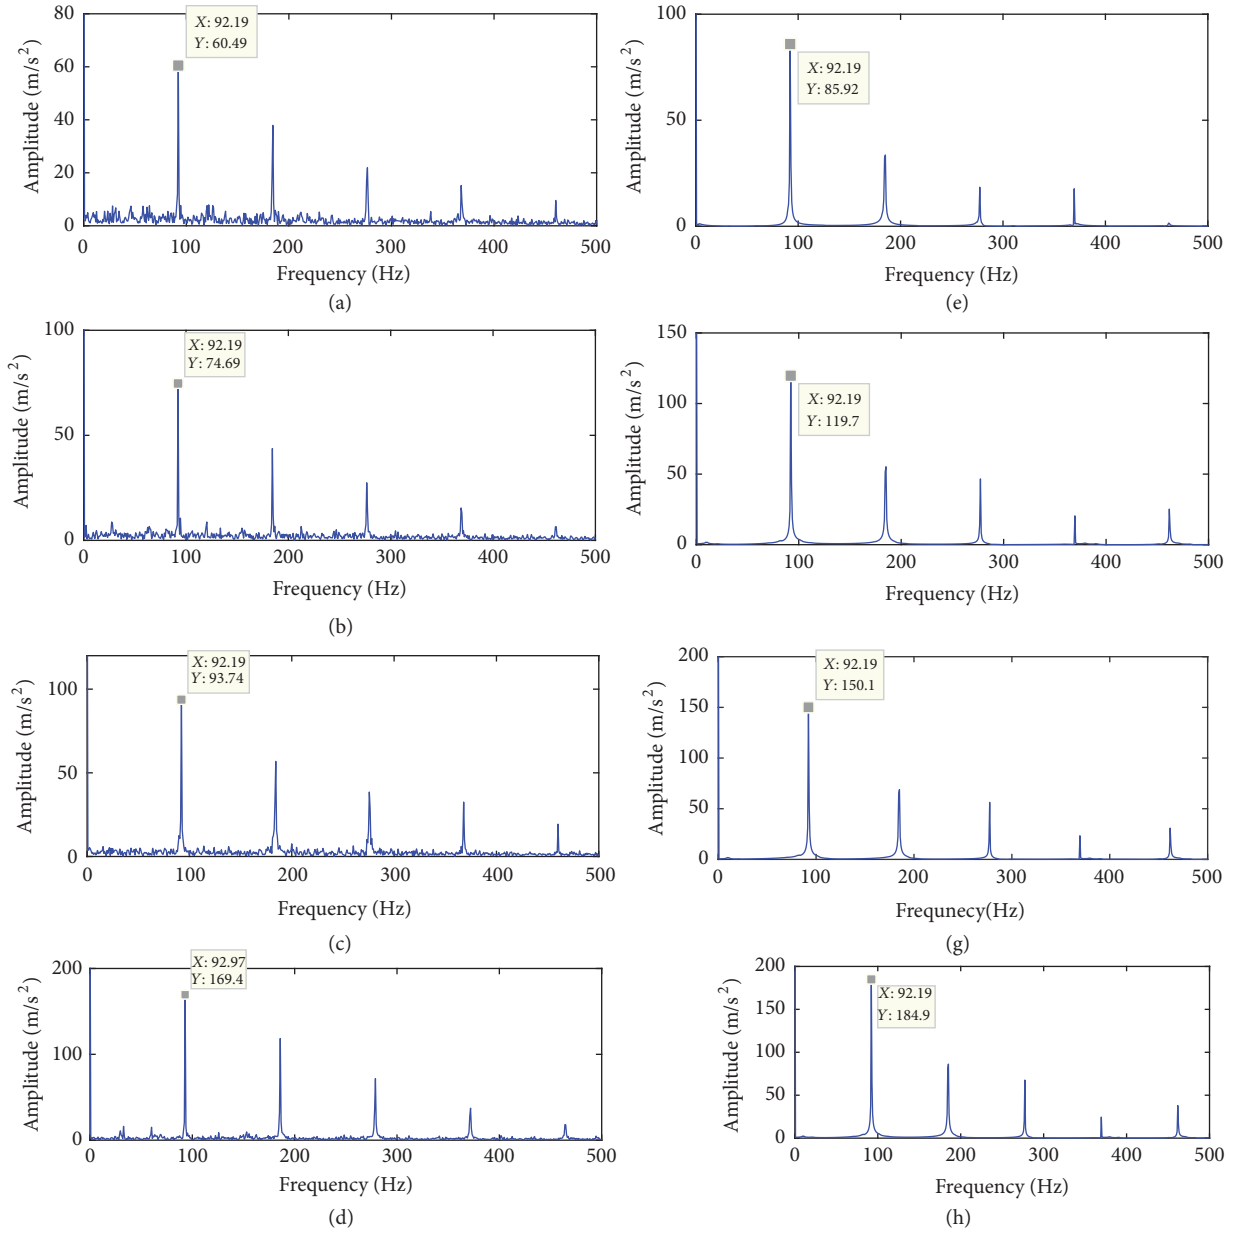 80
60
40
20
0
Amplitude (m/s²)
X: 92.19
Y: 60.49
0 100 200 300 400 500
Frequency (Hz)
(a)
100
50
0
Amplitude (m/s²)
X: 92.19
Y: 85.92
0 100 200 300 400 500
Frequency (Hz)
(e)
100
50
0
Amplitude (m/s²)
X: 92.19
Y: 74.69
0 100 200 300 400 500
Frequency (Hz)
(b)
150
100
50
0
Amplitude (m/s²)
X: 92.19
Y: 119.7
0 100 200 300 400 500
Frequency (Hz)
100
50
0
Amplitude (m/s²)
X: 92.19
Y: 93.74
0 100 200 300 400 500
Frequency (Hz)
(c)
200
150
100
50
0
Amplitude (m/s²)
X: 92.19
Y: 150.1
0 100 200 300 400 500
Frequnecy(Hz)
(g)
200
100
0
Amplitude (m/s²)
X: 92.97
Y: 169.4
0 100 200 300 400 500
Frequency (Hz)
(d)
200
150
100
50
0
Amplitude (m/s²)
X: 92.19
Y: 184.9
0 100 200 300 400 500
Frequency (Hz)
(h)